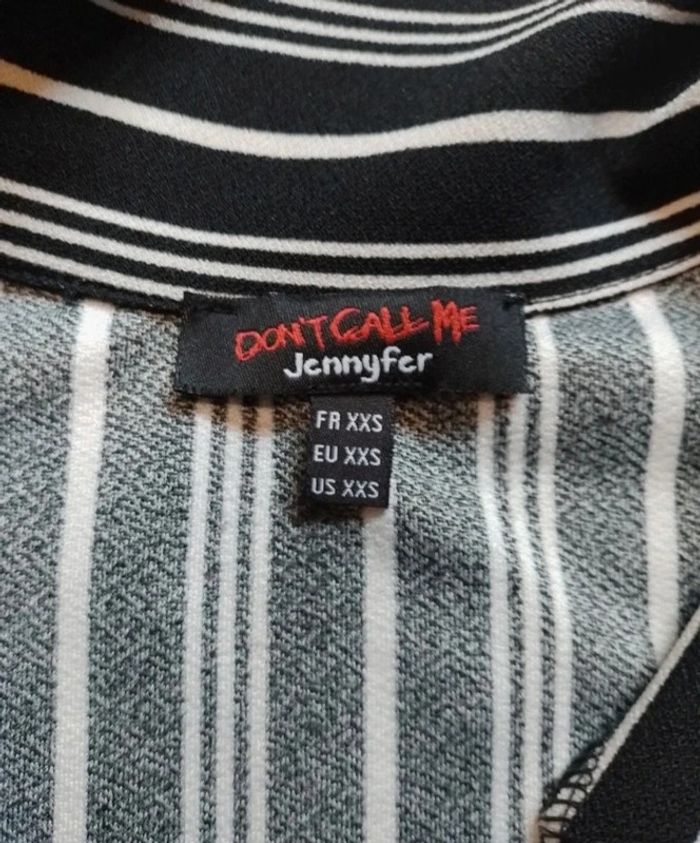 DON'T CALL ME
Jennyfer
FR XXS
EU XXS
US XXS